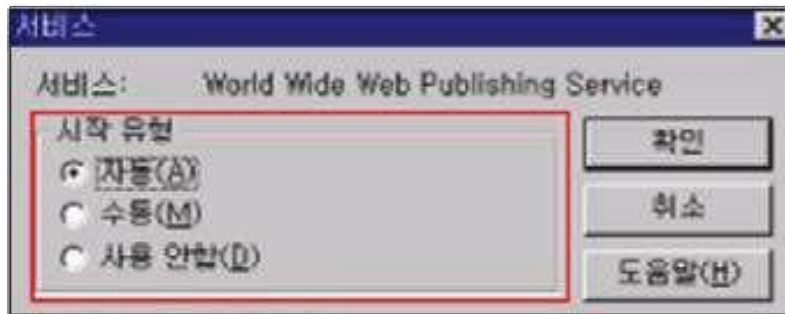 서비스
서비스: World Wide Web Publishing Service
시작 유형
자동(A)
수동(M)
사용 안함(D)
확인
취소
도움말(H)